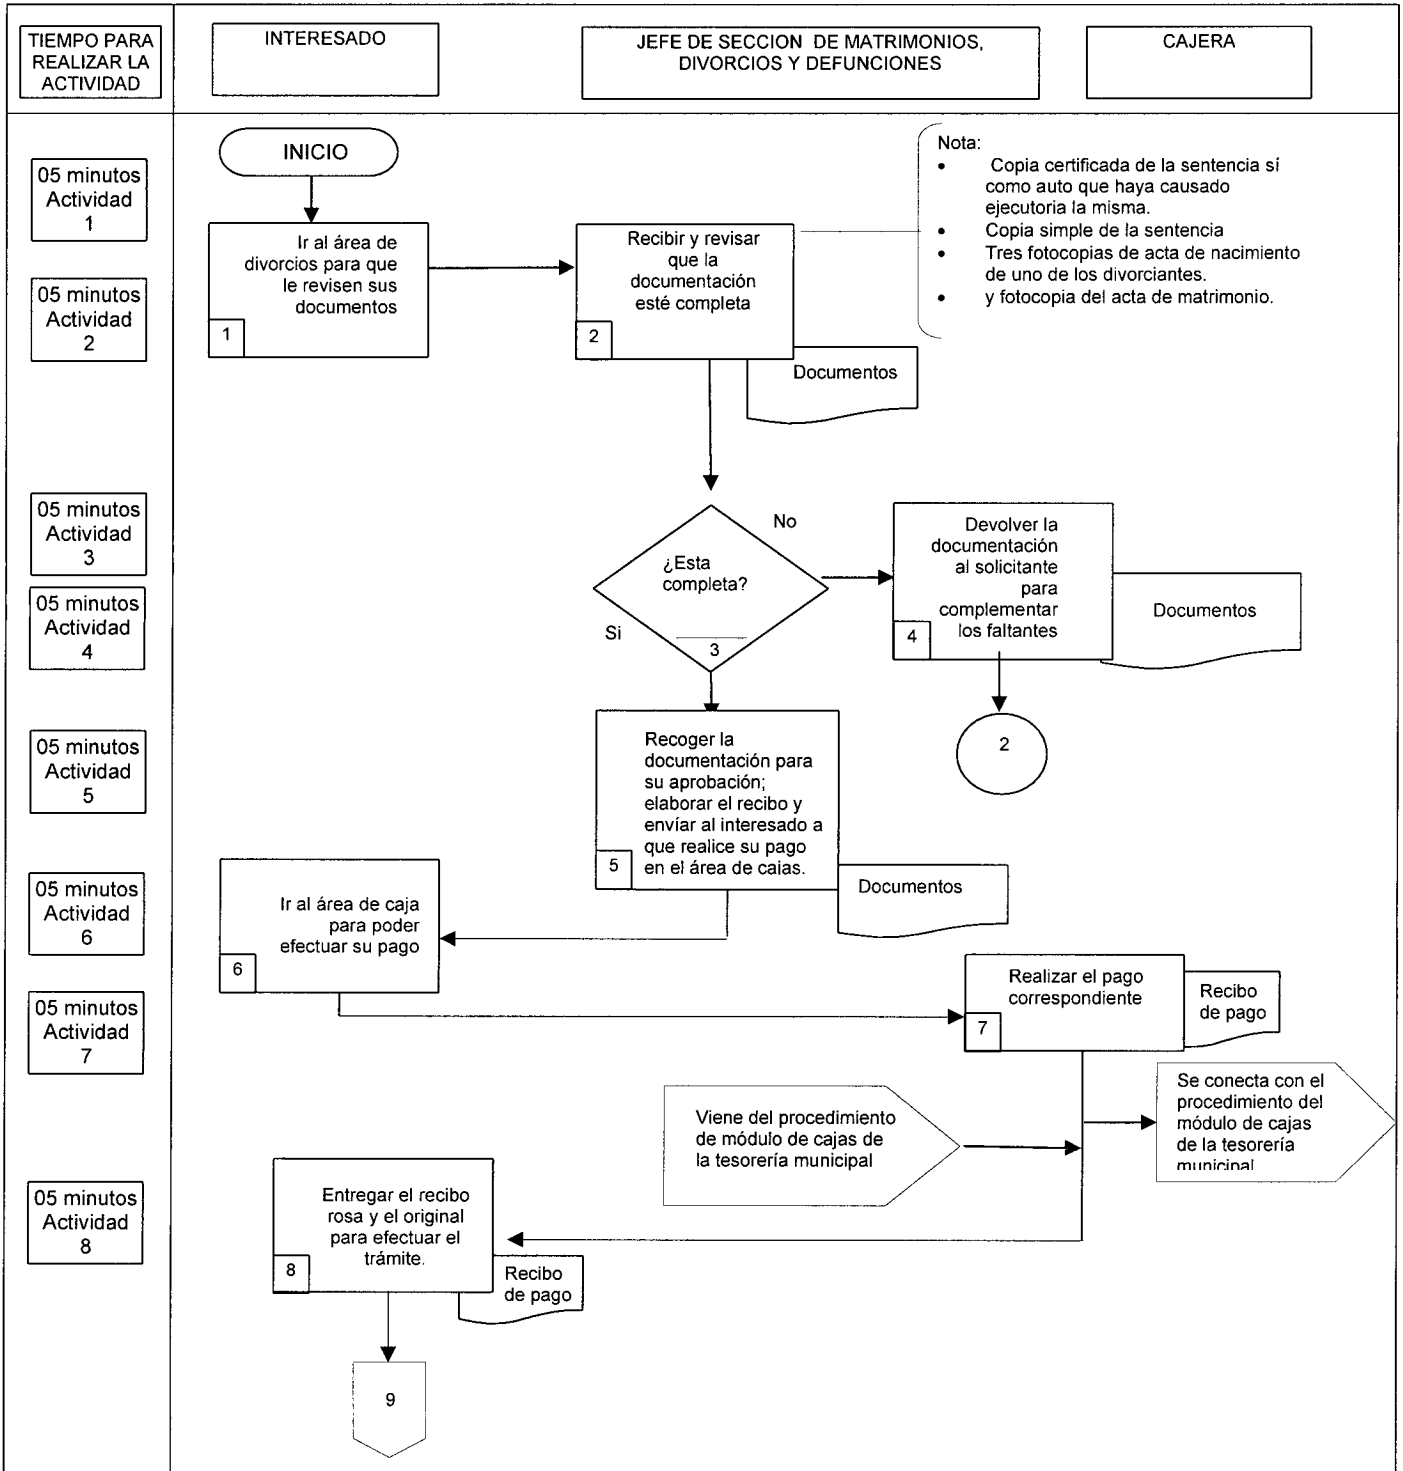 TIEMPO PARA
REALIZAR LA
ACTIVIDAD
INTERESADO
JEFE DE SECCION DE MATRIMONIOS,
DIVORCIOS Y DEFUNCIONES
CAJERA
05 minutos
Actividad
1
INICIO
Nota:
• Copia certificada de la sentencia sí
como auto que haya causado
ejecutoria la misma.
• Copia simple de la sentencia
• Tres fotocopias de acta de nacimiento
de uno de los divorciantes.
• y fotocopia del acta de matrimonio.
Ir al área de
divorcios para que
le revisen sus
documentos
1
Recibir y revisar
que la
documentación
esté completa
2
Documentos
05 minutos
Actividad
2
05 minutos
Actividad
3
¿Esta
completa?
3
No
Si
Devolver la
documentación
al solicitante
para
complementar
los faltantes
4
Documentos
05 minutos
Actividad
4
2
05 minutos
Actividad
5
Recoger la
documentación para
su aprobación;
elaborar el recibo y
envíar al interesado a
que realice su pago
en el área de caias.
5
Documentos
05 minutos
Actividad
6
Ir al área de caja
para poder
efectuar su pago
6
05 minutos
Actividad
7
Realizar el pago
correspondiente
7
Recibo
de pago
Se conecta con el
procedimiento del
módulo de cajas
de la tesorería
municipal
Viene del procedimiento
de módulo de cajas de
la tesorería municipal
05 minutos
Actividad
8
Entregar el recibo
rosa y el original
para efectuar el
trámite.
8
Recibo
de pago
9